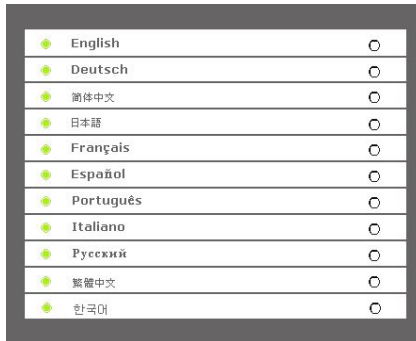 English
Deutsch
简体中文
日本語
Français
Español
Português
Italiano
Русский
繁體中文
한국어